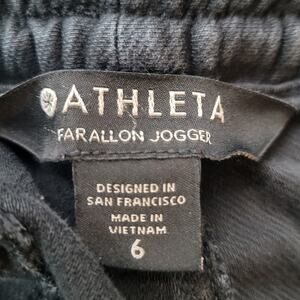 ATHLETA
FARALLON JOGGER
DESIGNED IN
SAN FRANCISCO
MADE IN
VIETNAM
6